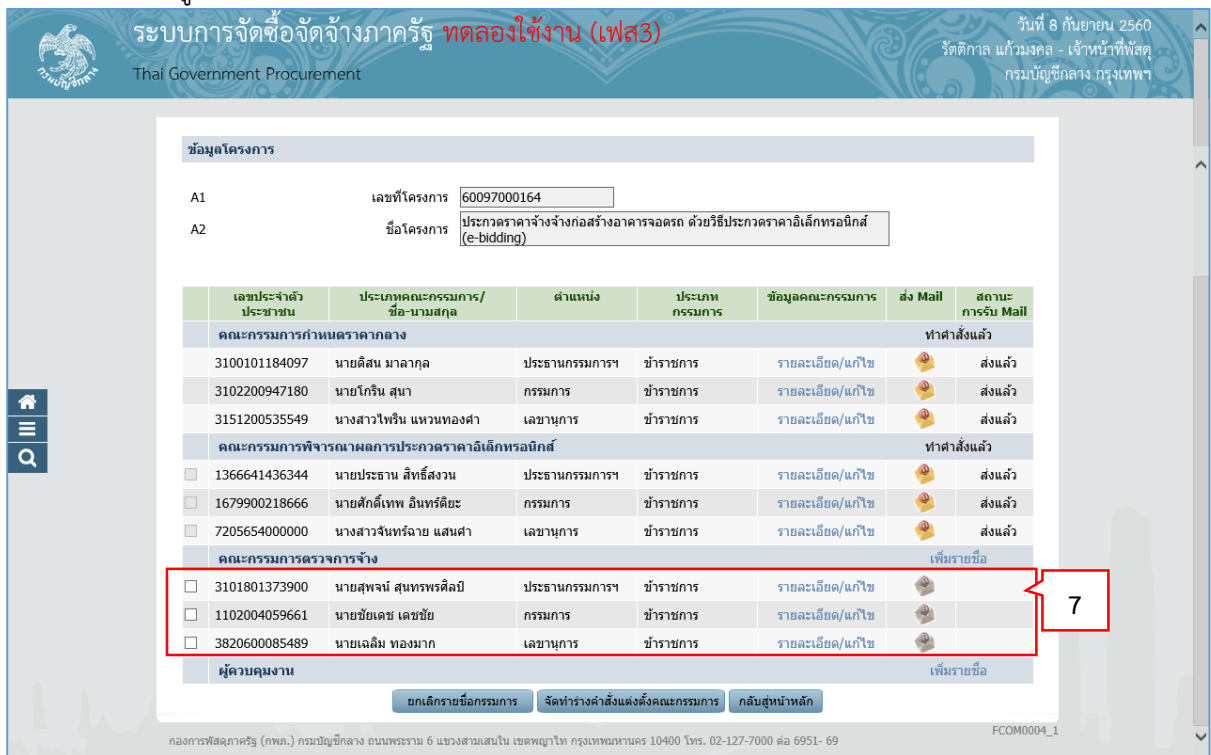 ระบบการจัดซื้อจัดจ้างภาครัฐ ทดลองใช้งาน (เฟส3)
Thai Government Procurement
วันที่ 8 กันยายน 2560
รัตติกาล แก้วมงคล - เจ้าหน้าที่พัสดุ
กรมบัญชีกลาง กรุงเทพฯ
ข้อมูลโครงการ
A1 เลขที่โครงการ 60097000164
A2 ชื่อโครงการ ประกวดราคาจ้างจ้างก่อสร้างอาคารจอดรถ ด้วยวิธีประกวดราคาอิเล็กทรอนิกส์
(e-bidding)
เลขประจำตัว ประเภทคณะกรรมการ/ ตำแหน่ง ประเภท ข้อมูลคณะกรรมการ ส่ง Mail สถานะ
ประชาชน ชื่อ-นามสกุล กรรมการ การรับ Mail
คณะกรรมการกำหนดราคากลาง ทำคำสั่งแล้ว
3100101184097 นายดิสน มาลากุล ประธานกรรมการฯ ข้าราชการ รายละเอียด/แก้ไข ส่งแล้ว
3102200947180 นายโกริน สุนา กรรมการ ข้าราชการ รายละเอียด/แก้ไข ส่งแล้ว
3151200535549 นางสาวไพริน แหวนทองคำ เลขานุการ ข้าราชการ รายละเอียด/แก้ไข ส่งแล้ว
คณะกรรมการพิจารณาผลการประกวดราคาอิเล็กทรอนิกส์ ทำคำสั่งแล้ว
1366641436344 นายประธาน สิทธิ์สงวน ประธานกรรมการฯ ข้าราชการ รายละเอียด/แก้ไข ส่งแล้ว
1679900218666 นายศักดิ์เทพ อินทร์ดิยะ กรรมการ ข้าราชการ รายละเอียด/แก้ไข ส่งแล้ว
7205654000000 นางสาวจันทร์ฉาย แสนคำ เลขานุการ ข้าราชการ รายละเอียด/แก้ไข ส่งแล้ว
คณะกรรมการตรวจการจ้าง เพิ่มรายชื่อ
3101801373900 นายสุพจน์ สุนทรพรศิลป์ ประธานกรรมการฯ ข้าราชการ รายละเอียด/แก้ไข
7
1102004059661 นายชัยเดช เดชชัย กรรมการ ข้าราชการ รายละเอียด/แก้ไข
3820600085489 นายเฉลิม ทองมาก เลขานุการ ข้าราชการ รายละเอียด/แก้ไข
ผู้ควบคุมงาน เพิ่มรายชื่อ
ยกเลิกรายชื่อกรรมการ จัดทำร่างคำสั่งแต่งตั้งคณะกรรมการ กลับสู่หน้าหลัก
FCOM0004_1
กองการพัสดุภาครัฐ (กพภ.) กรมบัญชีกลาง ถนนพระราม 6 แขวงสามเสนใน เขตพญาไท กรุงเทพมหานคร 10400 โทร. 02-127-7000 ต่อ 6951- 69